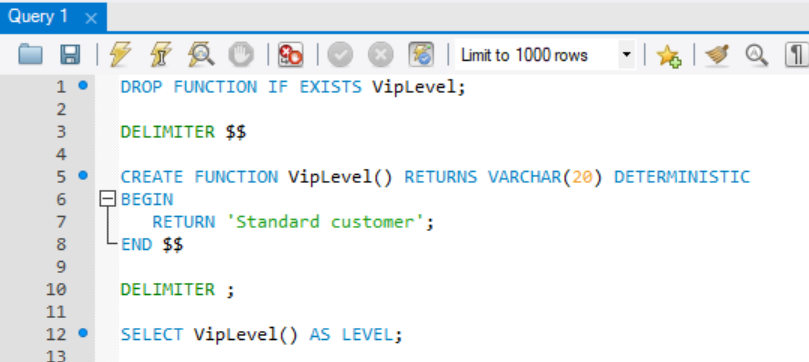 Query 1 ×
Limit to 1000 rows
1 DROP FUNCTION IF EXISTS VipLevel;
2
3 DELIMITER $$
4
5 CREATE FUNCTION VipLevel() RETURNS VARCHAR(20) DETERMINISTIC
6 BEGIN
7 RETURN 'Standard customer';
8 END $$
9
10 DELIMITER ;
11
12 SELECT VipLevel() AS LEVEL;
13